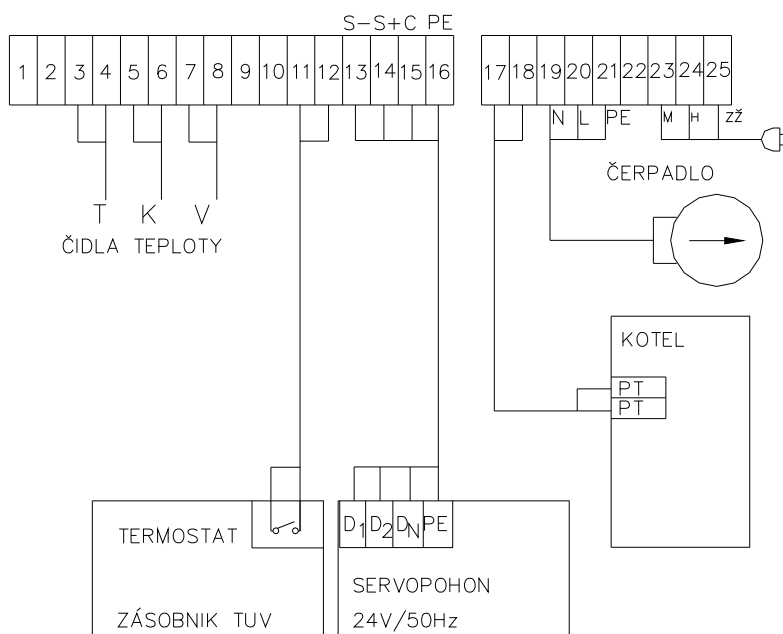 S-S+C PE
1 2 3 4 5 6 7 8 9 10 11 12 13 14 15 16 17 18 19 20 21 22 23 24 25
N L PE M H ZŽ
ČERPADLO
T K V
ČIDLA TEPLOTY
KOTEL
PT
PT
D1 D2 DN PE
TERMOSTAT
SERVOPOHON
ZÁSOBNIK TUV
24V/50Hz